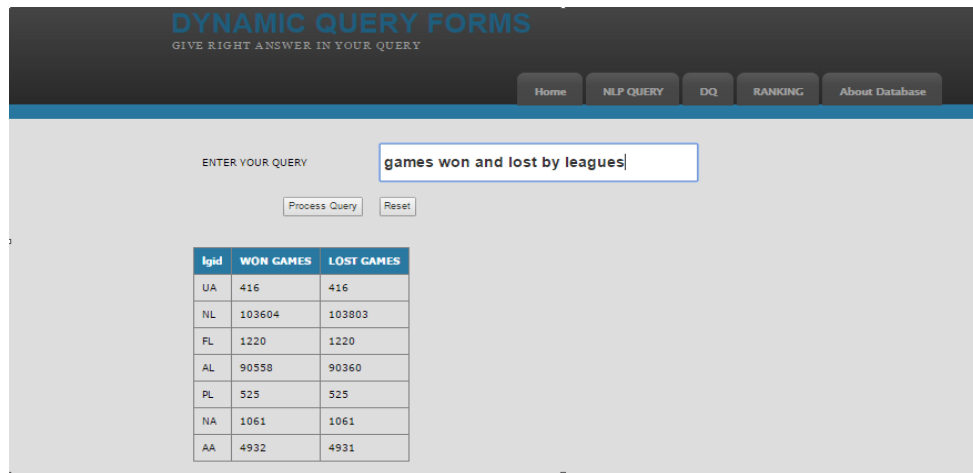 DYNAMIC QUERY FORMS
GIVE RIGHT ANSWER IN YOUR QUERY
Home NLP QUERY DQ RANKING About Database
ENTER YOUR QUERY games won and lost by leagues
Process Query Reset
lgid WON GAMES LOST GAMES
UA 416 416
NL 103604 103803
FL 1220 1220
AL 90558 90360
PL 525 525
NA 1061 1061
AA 4932 4931